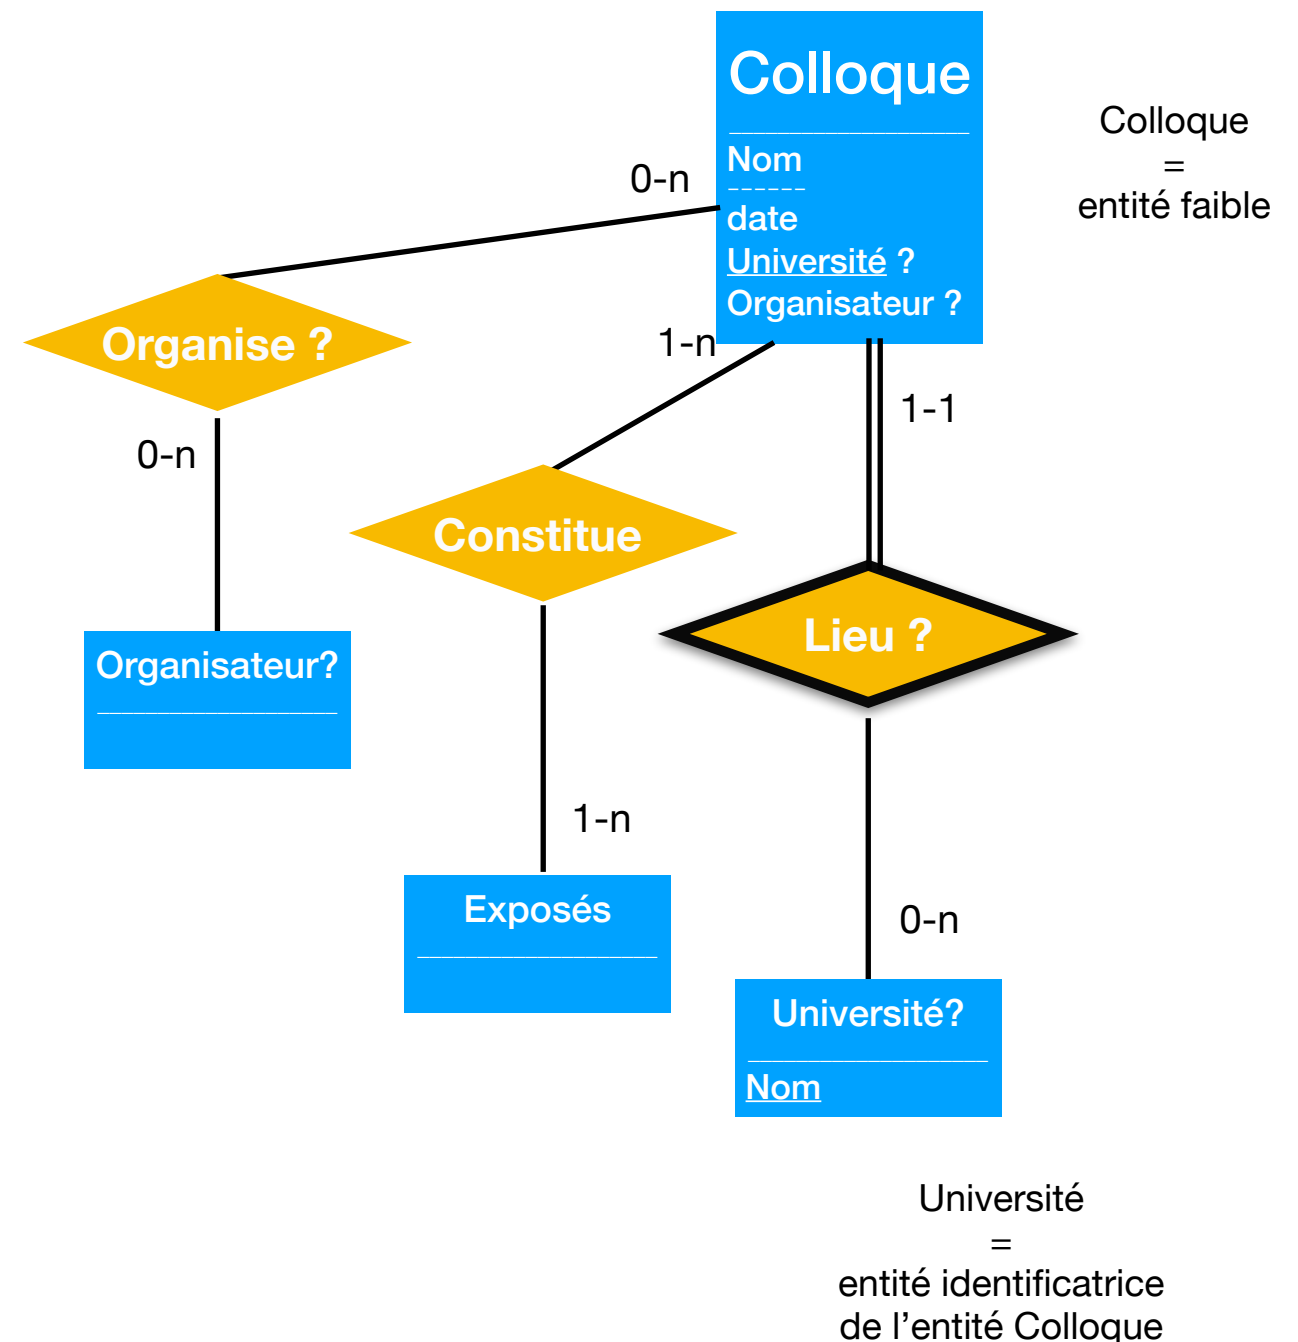 Colloque
Nom
date
Université ?
Organisateur ?
Colloque
=
entité faible
0-n
Organise ?
1-n
1-1
0-n
Constitue
Lieu ?
Organisateur?
1-n
Exposés
0-n
Université?
Nom
Université
=
entité identificatrice
de l'entité Colloque